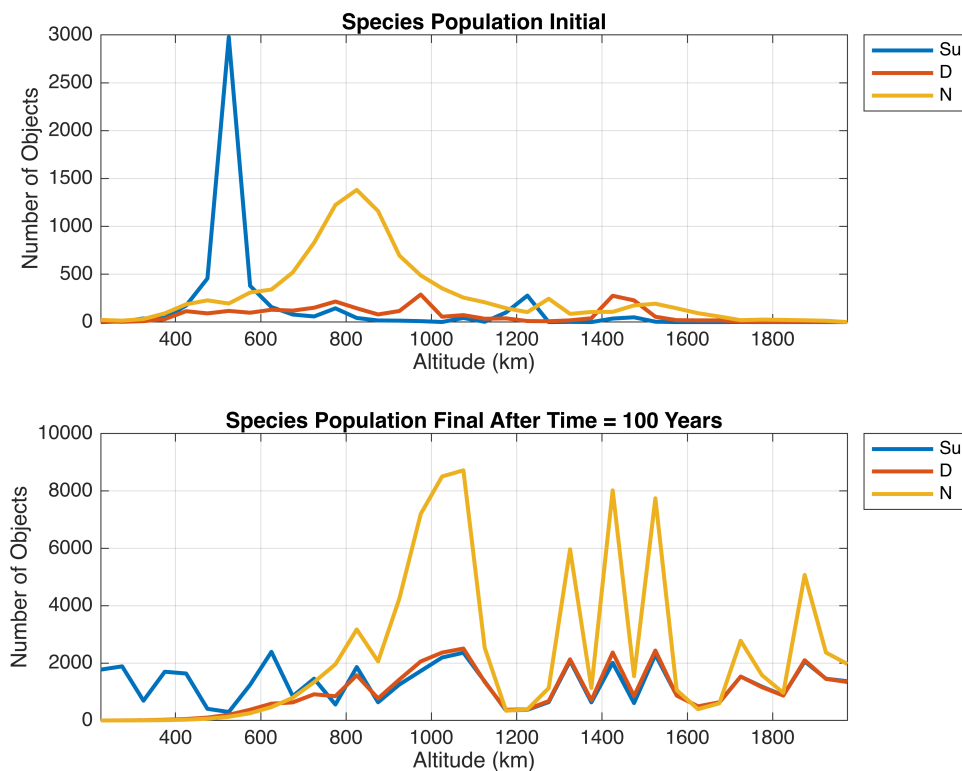 Species Population Initial
3000
2500
2000
1500
1000
500
0
Number of Objects
400 600 800 1000 1200 1400 1600 1800
Altitude (km)
Su
D
N
Species Population Final After Time = 100 Years
10000
8000
6000
4000
2000
0
Number of Objects
400 600 800 1000 1200 1400 1600 1800
Altitude (km)
Su
D
N